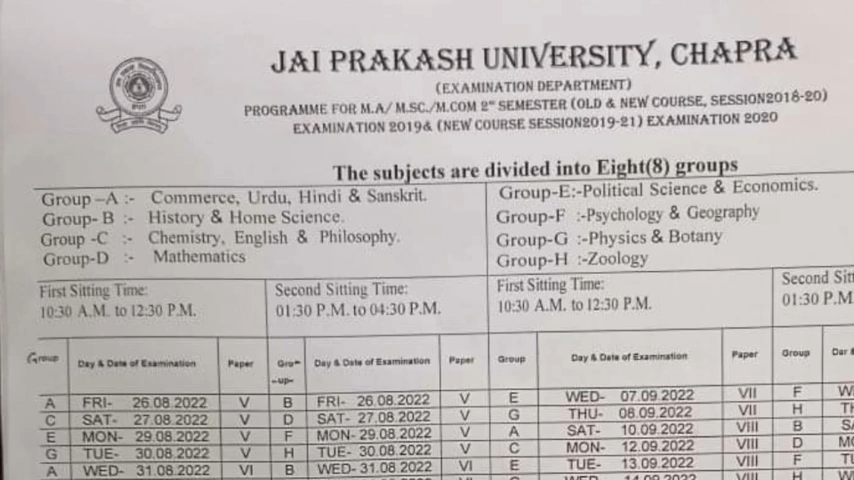 JAI PRAKASH UNIVERSITY, CHAPRA
(EXAMINATION DEPARTMENT)
PROGRAMME FOR M.A/ M.SC./M.COM 2ⁿᵈ SEMESTER (OLD & NEW COURSE, SESSION2018-20)
EXAMINATION 2019& (NEW COURSE SESSION2019-21) EXAMINATION 2020
The subjects are divided into Eight(8) groups
Group –A :- Commerce, Urdu, Hindi & Sanskrit.
Group- B :- History & Home Science.
Group -C :- Chemistry, English & Philosophy.
Group-D :- Mathematics
Group-E:-Political Science & Economics.
Group-F :-Psychology & Geography
Group-G :-Physics & Botany
Group-H :-Zoology
First Sitting Time: Second Sitting Time: First Sitting Time: Second
10:30 A.M. to 12:30 P.M. 01:30 P.M. to 04:30 P.M. 10:30 A.M. to 12:30 P.M. 01:30 P.M
Group Day & Date of Examination Paper Gro- Day & Date of Examination Paper Group Day & Date of Examination Paper Group
-up-
A FRI- 26.08.2022 V B FRI- 26.08.2022 V E WED- 07.09.2022 VII F
C SAT- 27.08.2022 V D SAT- 27.08.2022 V G THU- 08.09.2022 VII H
E MON- 29.08.2022 V F MON- 29.08.2022 V A SAT- 10.09.2022 VIII B
G TUE- 30.08.2022 V H TUE- 30.08.2022 V C MON- 12.09.2022 VIII D
A WED- 31.08.2022 VI B WED- 31.08.2022 VI E TUE- 13.09.2022 VIII F